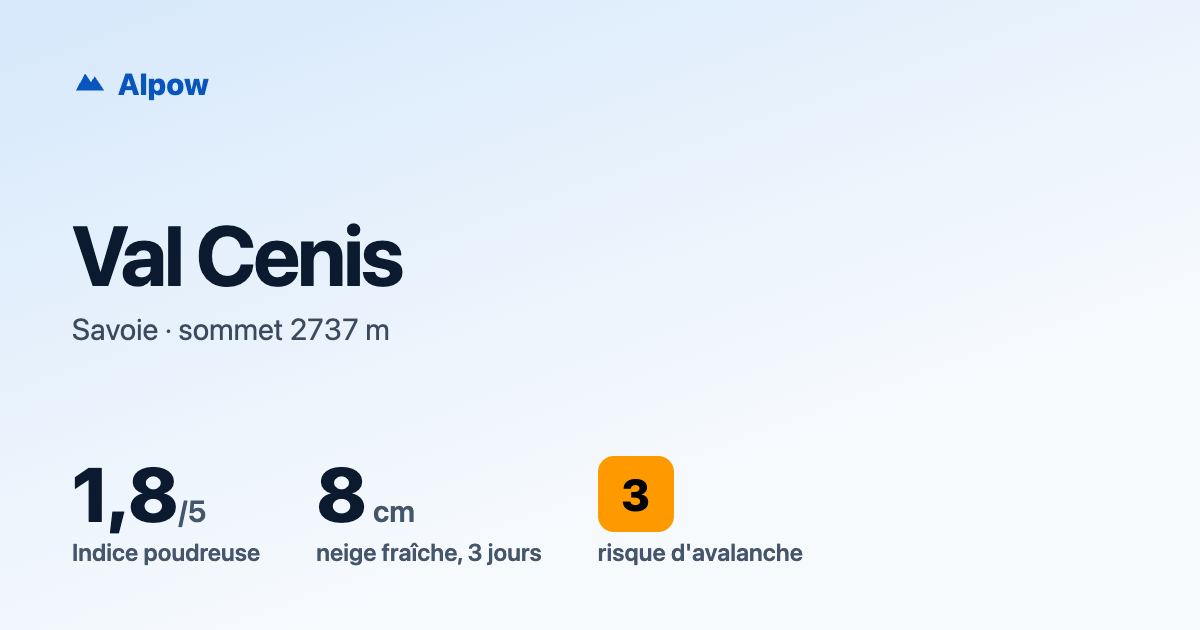 Alpow
Val Cenis
Savoie · sommet 2737 m
1,8/5
Indice poudreuse
8 cm
neige fraîche, 3 jours
3
risque d'avalanche